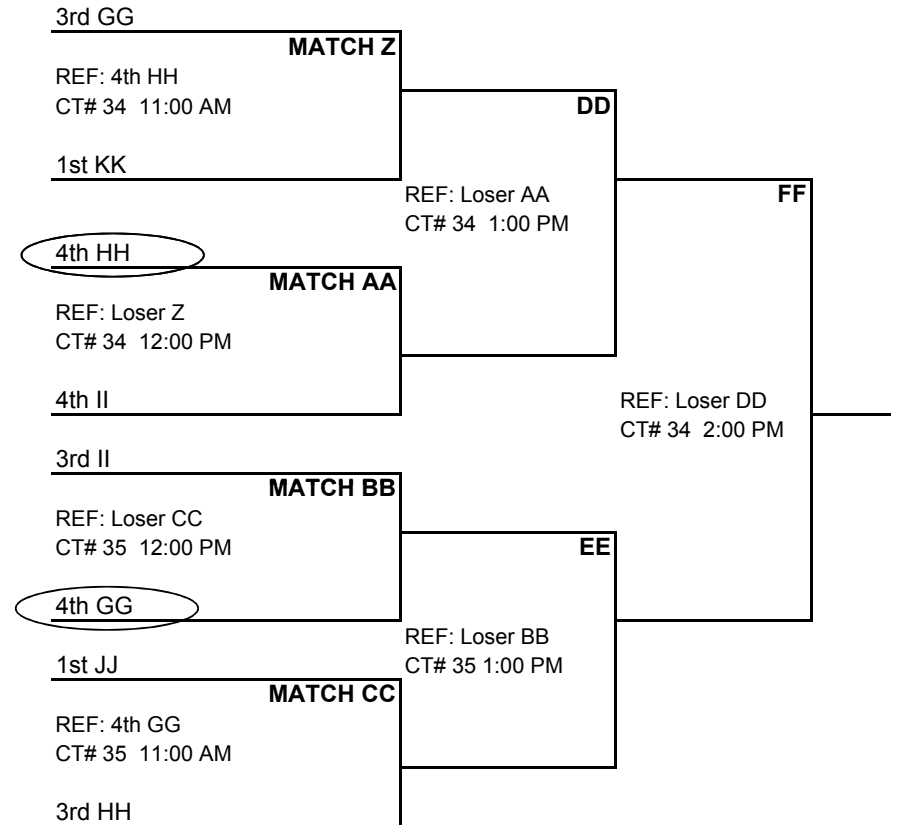 3rd GG
MATCH Z
REF: 4th HH
CT# 34 11:00 AM
DD
1st KK
REF: Loser AA
CT# 34 1:00 PM
FF
4th HH
MATCH AA
REF: Loser Z
CT# 34 12:00 PM
4th II
REF: Loser DD
CT# 34 2:00 PM
3rd II
MATCH BB
REF: Loser CC
CT# 35 12:00 PM
EE
4th GG
REF: Loser BB
CT# 35 1:00 PM
1st JJ
MATCH CC
REF: 4th GG
CT# 35 11:00 AM
3rd HH